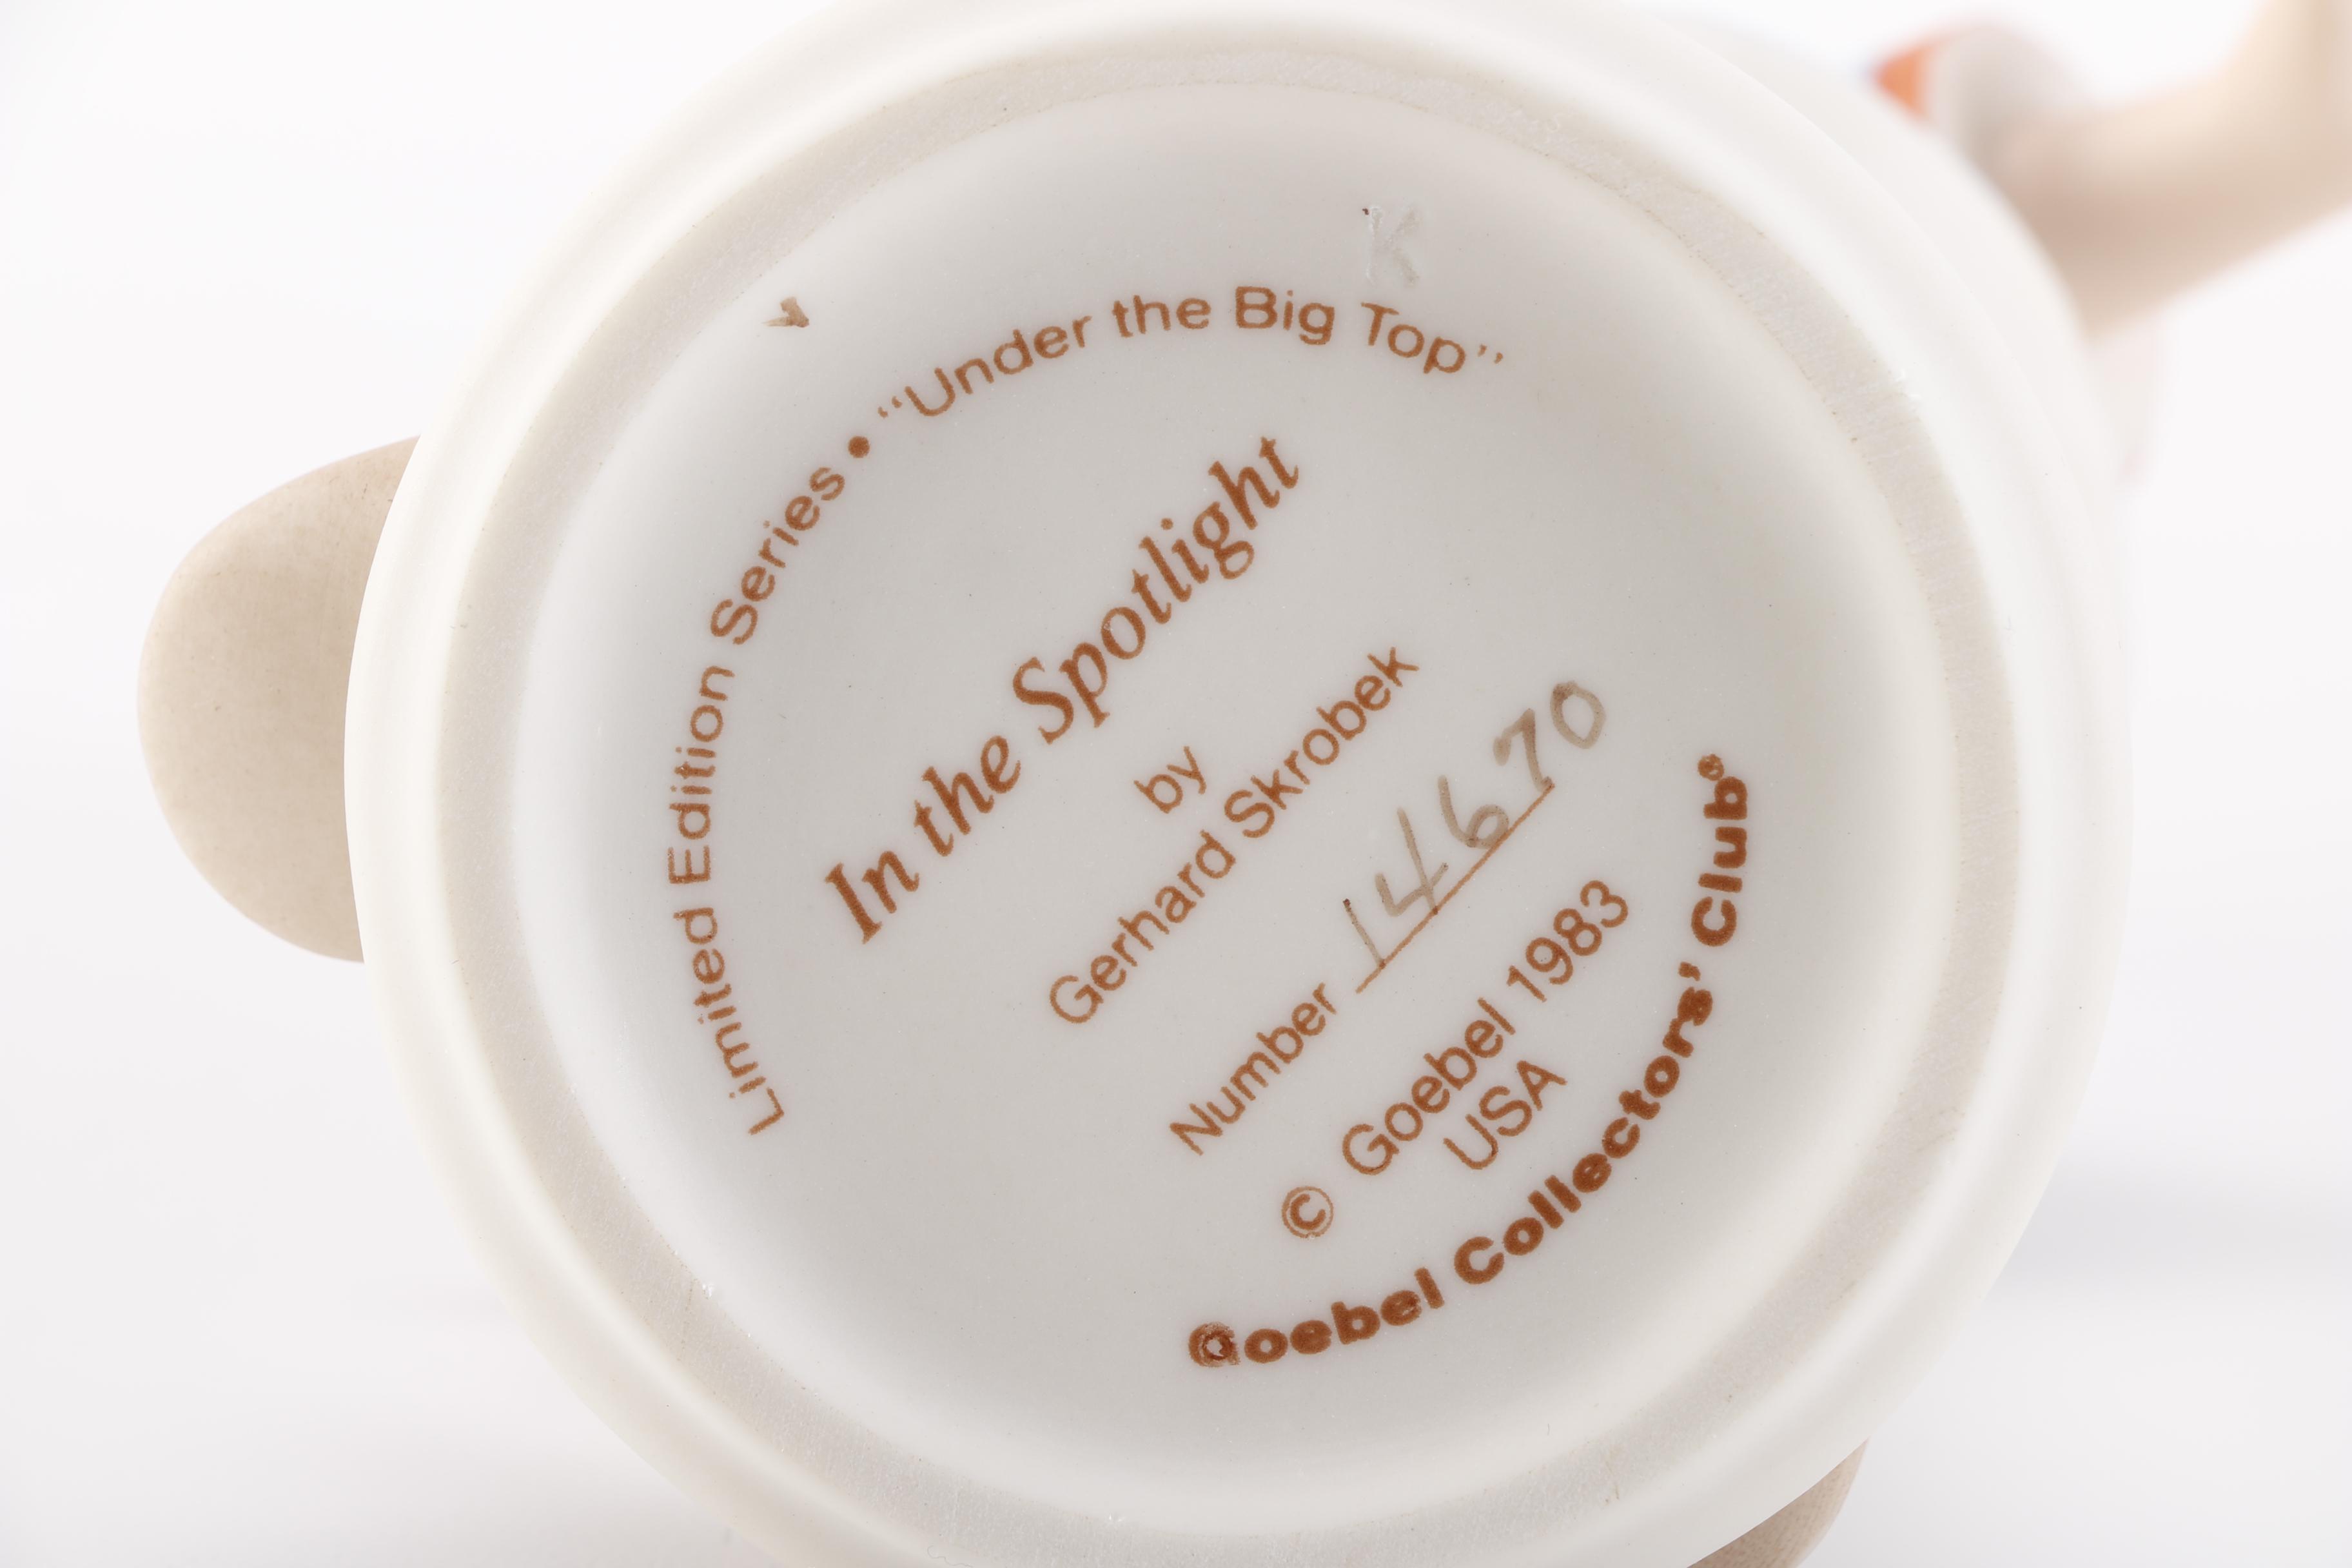 K
Limited Edition Series • “Under the Big Top”
In the Spotlight
by
Gerhard Skrobek
Number 14670
© Goebel 1983
USA
Goebel Collectors’ Club®